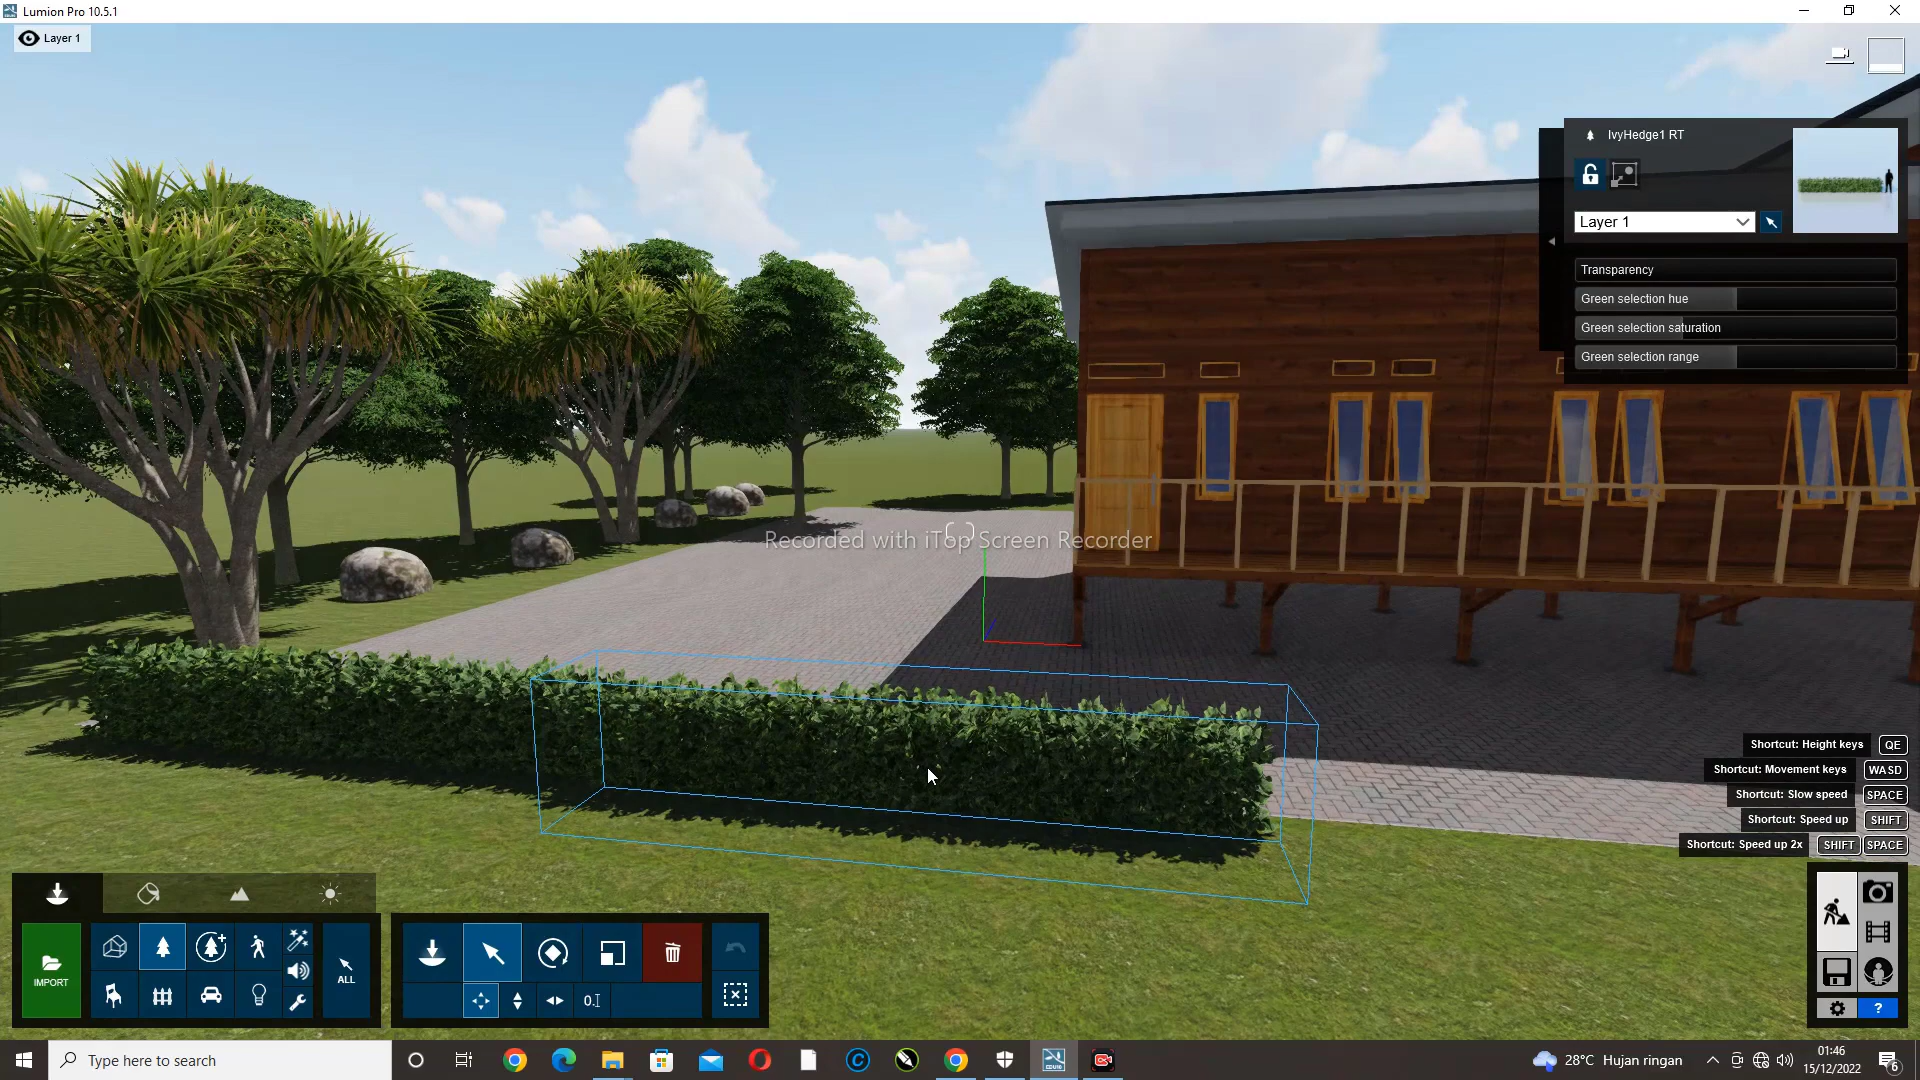 Lumion Pro 10.5.1
Layer 1
IvyHedge1 RT
Layer 1
Transparency
Green selection hue
Green selection saturation
Green selection range
Recorded with iTop Screen Recorder
Shortcut: Height keys QE
Shortcut: Movement keys WASD
Shortcut: Slow speed SPACE
Shortcut: Speed up SHIFT
Shortcut: Speed up 2x SHIFT SPACE
IMPORT
ALL
0.
?
Type here to search
28°C Hujan ringan
01:46
15/12/2022
6